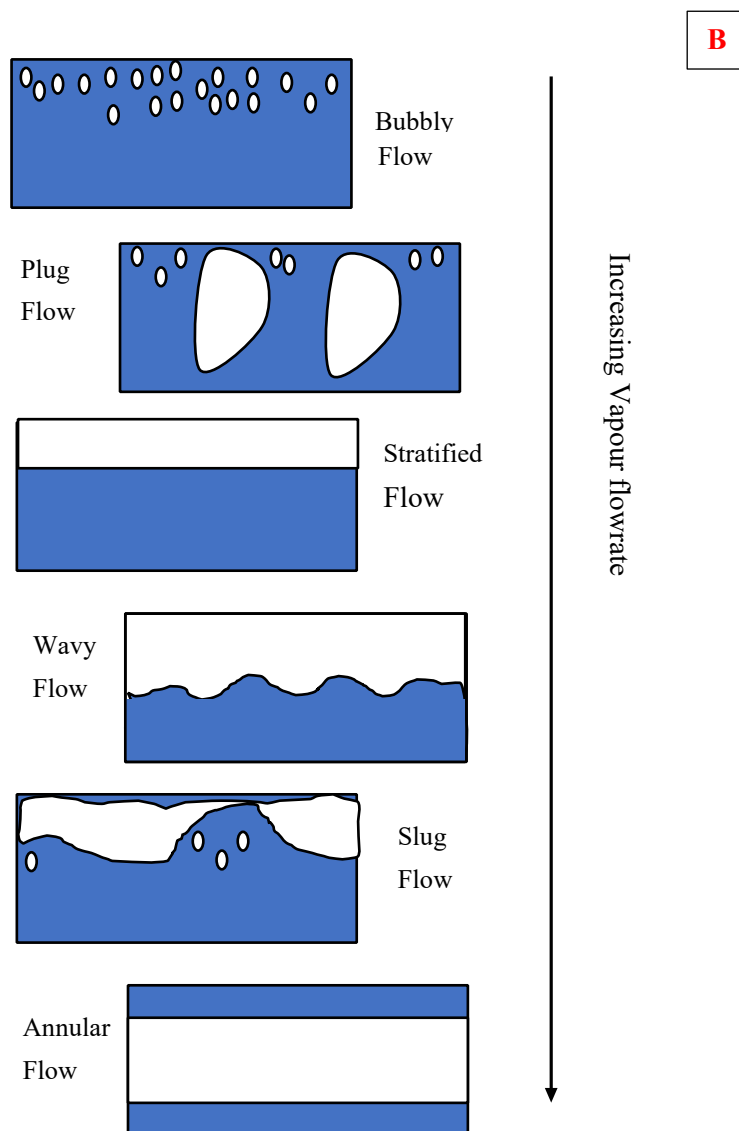 B
Bubbly
Flow
Plug
Flow
Stratified
Flow
Wavy
Flow
Slug
Flow
Annular
Flow
Increasing Vapour flowrate